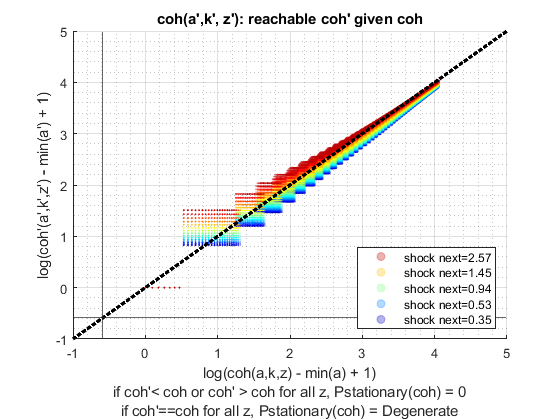 coh(a',k', z'): reachable coh' given coh
log(coh'(a',k',z') - min(a') + 1)
5
4
3
2
1
0
-1
shock next=2.57
shock next=1.45
shock next=0.94
shock next=0.53
shock next=0.35
-1
0
1
2
3
4
5
log(coh(a,k,z) - min(a) + 1)
if coh'< coh or coh' > coh for all z, Pstationary(coh) = 0
if coh'==coh for all z, Pstationary(coh) = Degenerate